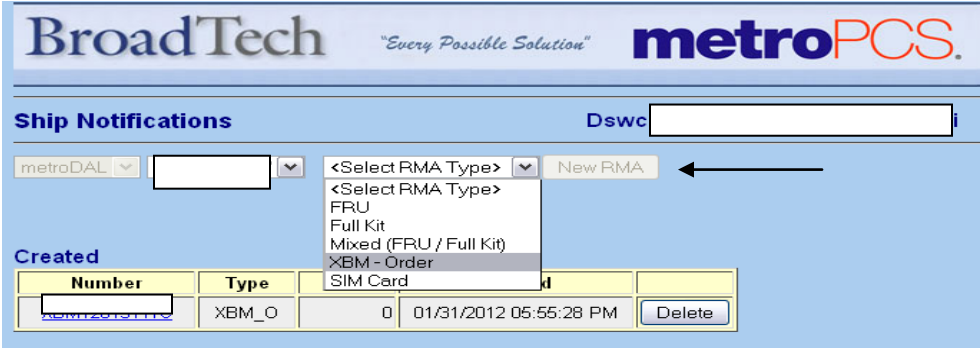 BroadTech "Every Possible Solution" metroPCS.
Ship Notifications Dswc i
metroDAL <Select RMA Type> New RMA
<Select RMA Type>
FRU
Full Kit
Mixed (FRU / Full Kit)
XBM - Order
SIM Card
Created
Number Type d
XBM_O 0 01/31/2012 05:55:28 PM Delete